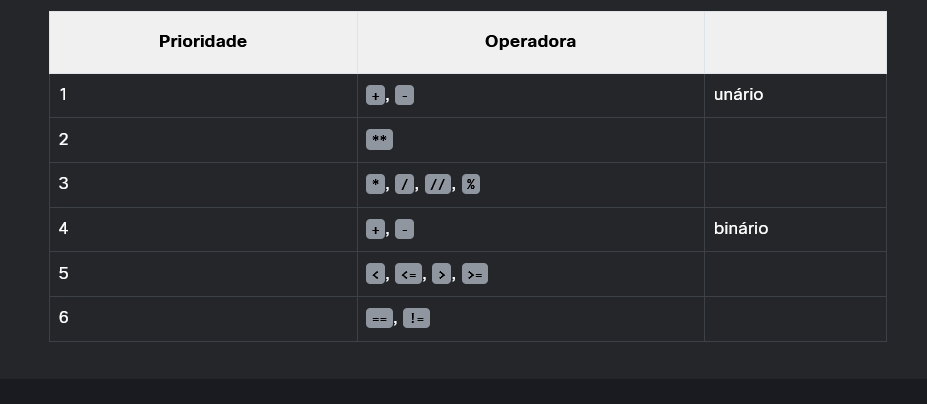 Prioridade Operadora
1 +, - unário
2 **
3 *, /, //, %
4 +, - binário
5 <, <=, >, >=
6 ==, !=